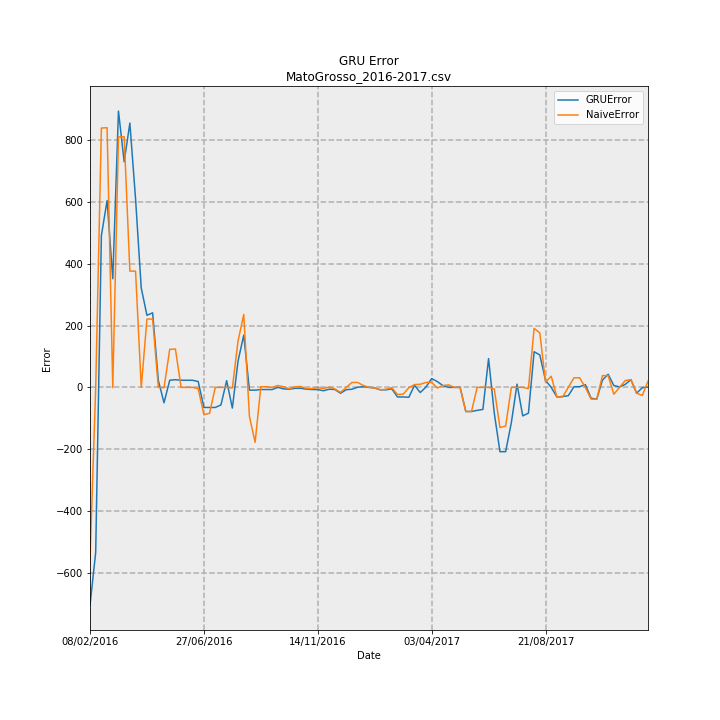 GRU Error
MatoGrosso_2016-2017.csv
GRUError
NaiveError
800
600
400
200
0
−200
−400
−600
Error
08/02/2016 27/06/2016 14/11/2016 03/04/2017 21/08/2017
Date